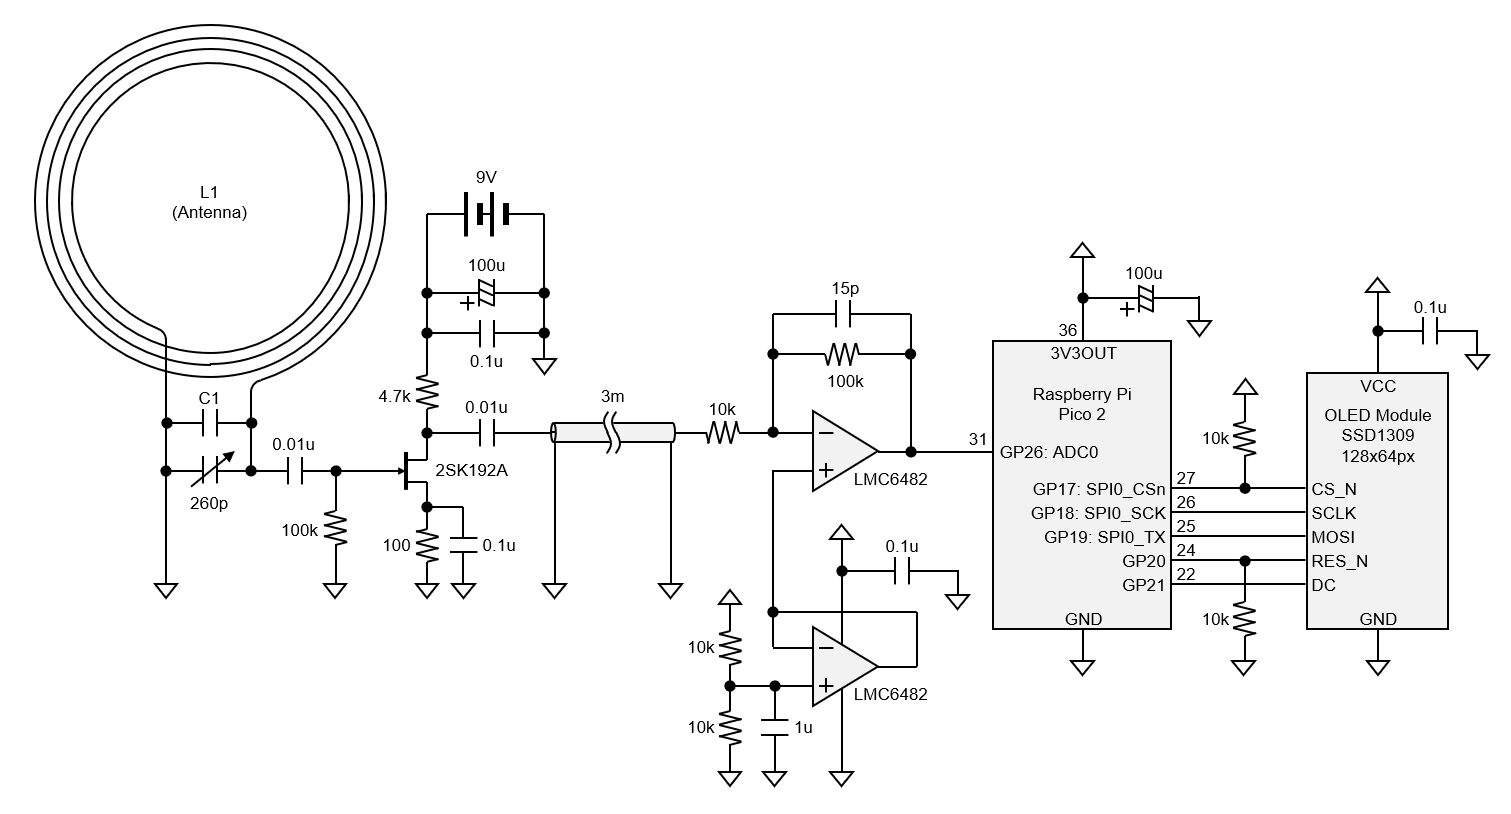 L1
(Antenna)
C1
260p
0.01u
100k
9V
100u
+
0.1u
4.7k
0.01u
2SK192A
100
0.1u
3m
10k
15p
100k
−
+
LMC6482
10k
10k
1u
0.1u
−
+
LMC6482
100u
+
36
3V3OUT
Raspberry Pi
Pico 2
31
GP26: ADC0
GP17: SPI0_CSn
27
GP18: SPI0_SCK
26
GP19: SPI0_TX
25
GP20
24
GP21
22
GND
10k
10k
0.1u
VCC
OLED Module
SSD1309
128x64px
CS_N
SCLK
MOSI
RES_N
DC
GND